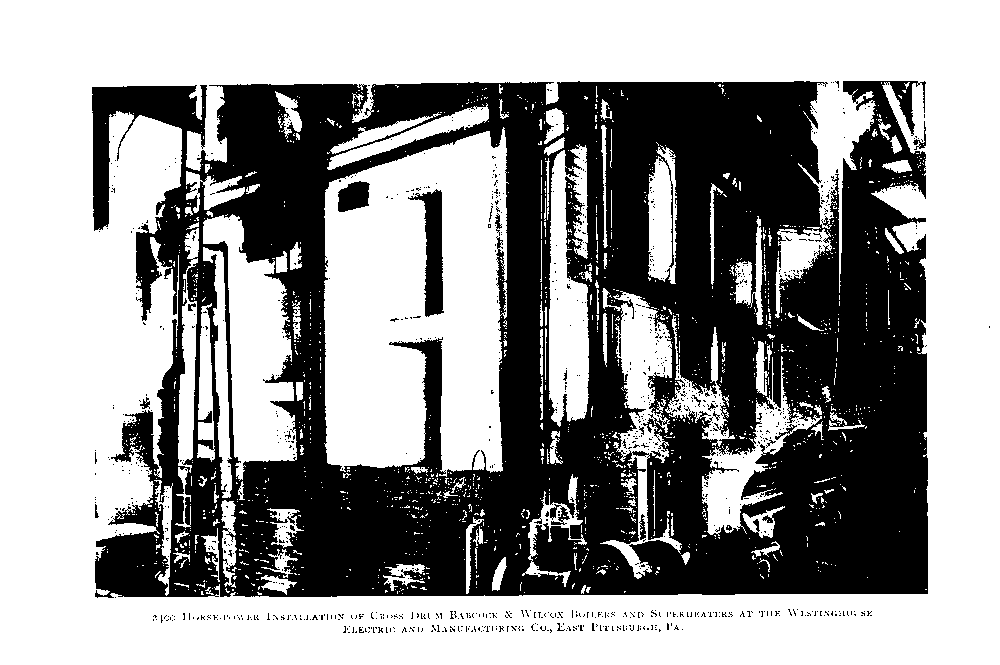 2400 Horse-power Installation of Cross Drum Babcock & Wilcox Boilers and Superheaters at the Westinghouse
Electric and Manufacturing Co., East Pittsburgh, Pa.